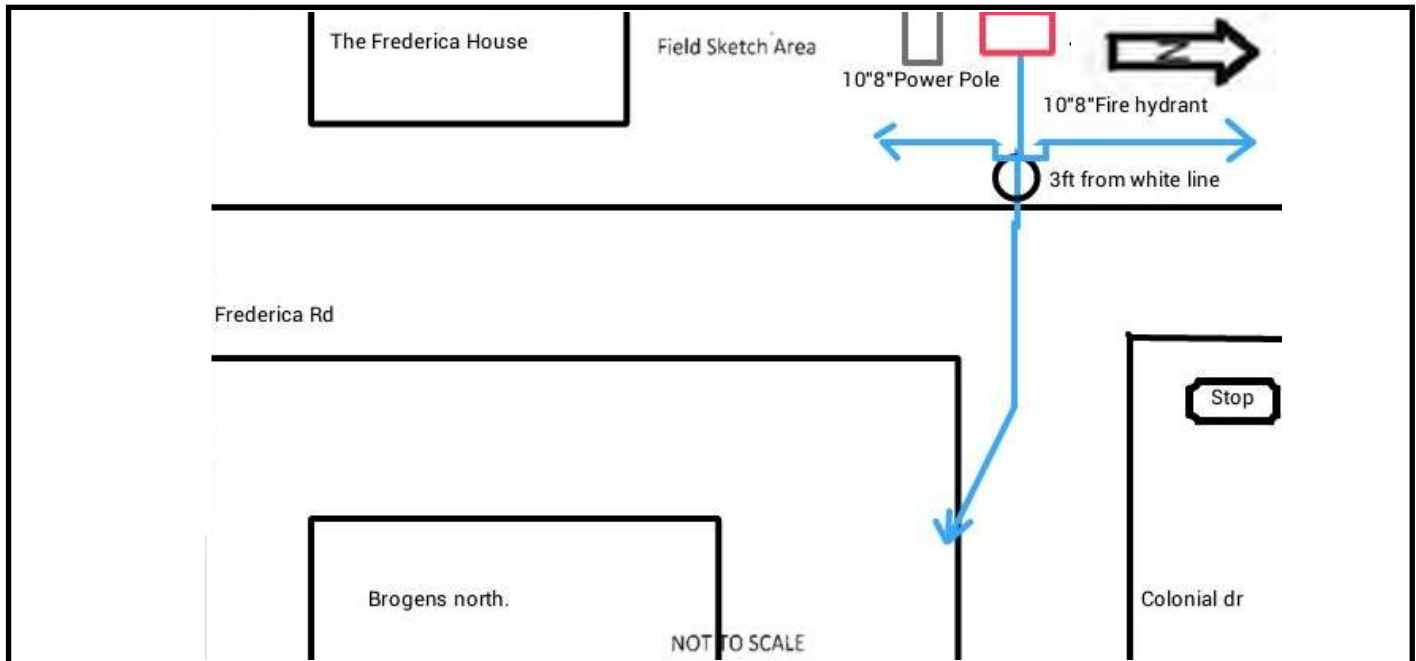 The Frederica House
Field Sketch Area
N
10"8"Power Pole
10"8"Fire hydrant
3ft from white line
Frederica Rd
Stop
Brogens north.
Colonial dr
NOT TO SCALE